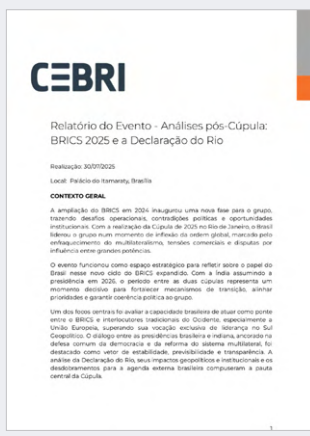 CEBRI
Relatório do Evento - Análises pós-Cúpula:
BRICS 2025 e a Declaração do Rio
Realização: 30/07/2025
Local: Palácio do Itamaraty, Brasília
CONTEXTO GERAL
A ampliação do BRICS em 2024 inaugurou uma nova fase para o grupo,
trazendo desafios operacionais, contradições políticas e oportunidades
institucionais. Com a realização da Cúpula de 2025 no Rio de Janeiro, o Brasil
liderou o grupo num momento de inflexão da ordem global, marcado pelo
enfraquecimento do multilateralismo, tensões comerciais e disputas por
influência entre grandes potências.
O evento funcionou como espaço estratégico para refletir sobre o papel do
Brasil nesse novo ciclo do BRICS expandido. Com a Índia assumindo a
presidência em 2026, o período entre as duas cúpulas representa um
momento decisivo para fortalecer mecanismos de transição, alinhar
prioridades e garantir coerência política ao grupo.
Um dos focos centrais foi avaliar a capacidade brasileira de atuar como ponte
entre o BRICS e interlocutores tradicionais do Ocidente, especialmente a
União Europeia, superando sua vocação exclusiva de liderança no Sul
Geopolítico. O diálogo entre as presidências brasileira e indiana, ancorado na
defesa comum da democracia e da reforma do sistema multilateral, foi
destacado como vetor de estabilidade, previsibilidade e transparência. A
análise da Declaração do Rio, seus impactos geopolíticos e institucionais e os
desdobramentos para a agenda externa brasileira compuseram a pauta
central da Cúpula.
1